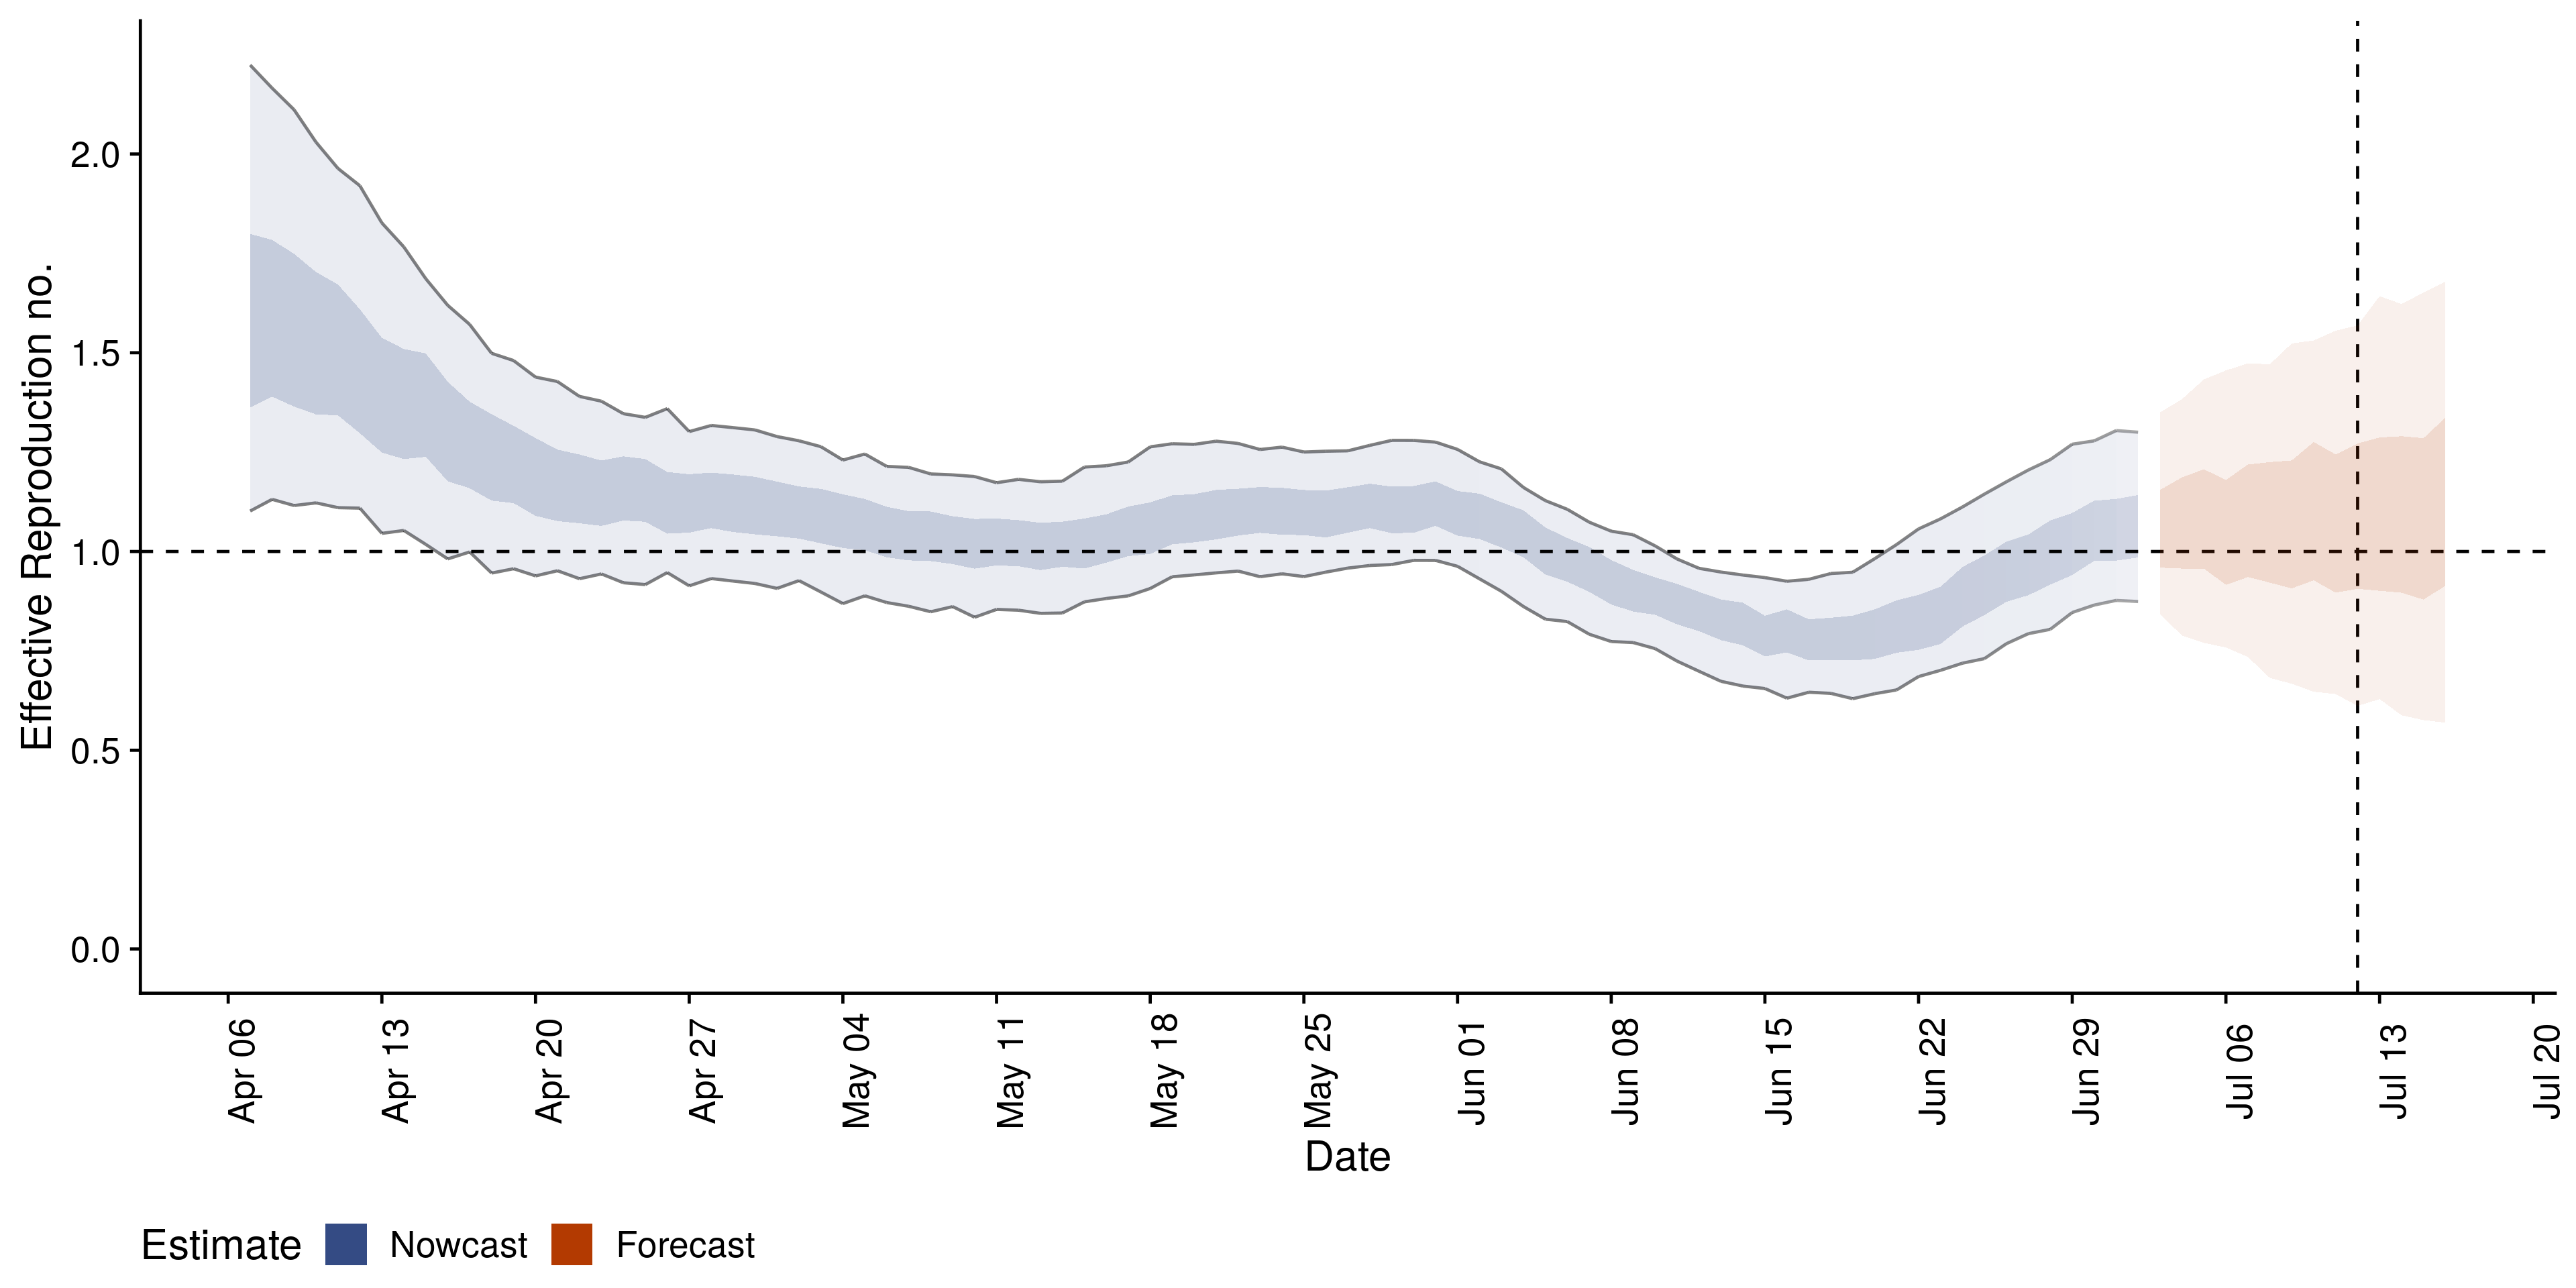 Effective Reproduction no.
2.0
1.5
1.0
0.5
0.0
Apr 06
Apr 13
Apr 20
Apr 27
May 04
May 11
May 18
May 25
Jun 01
Jun 08
Jun 15
Jun 22
Jun 29
Jul 06
Jul 13
Jul 20
Date
Estimate Nowcast Forecast